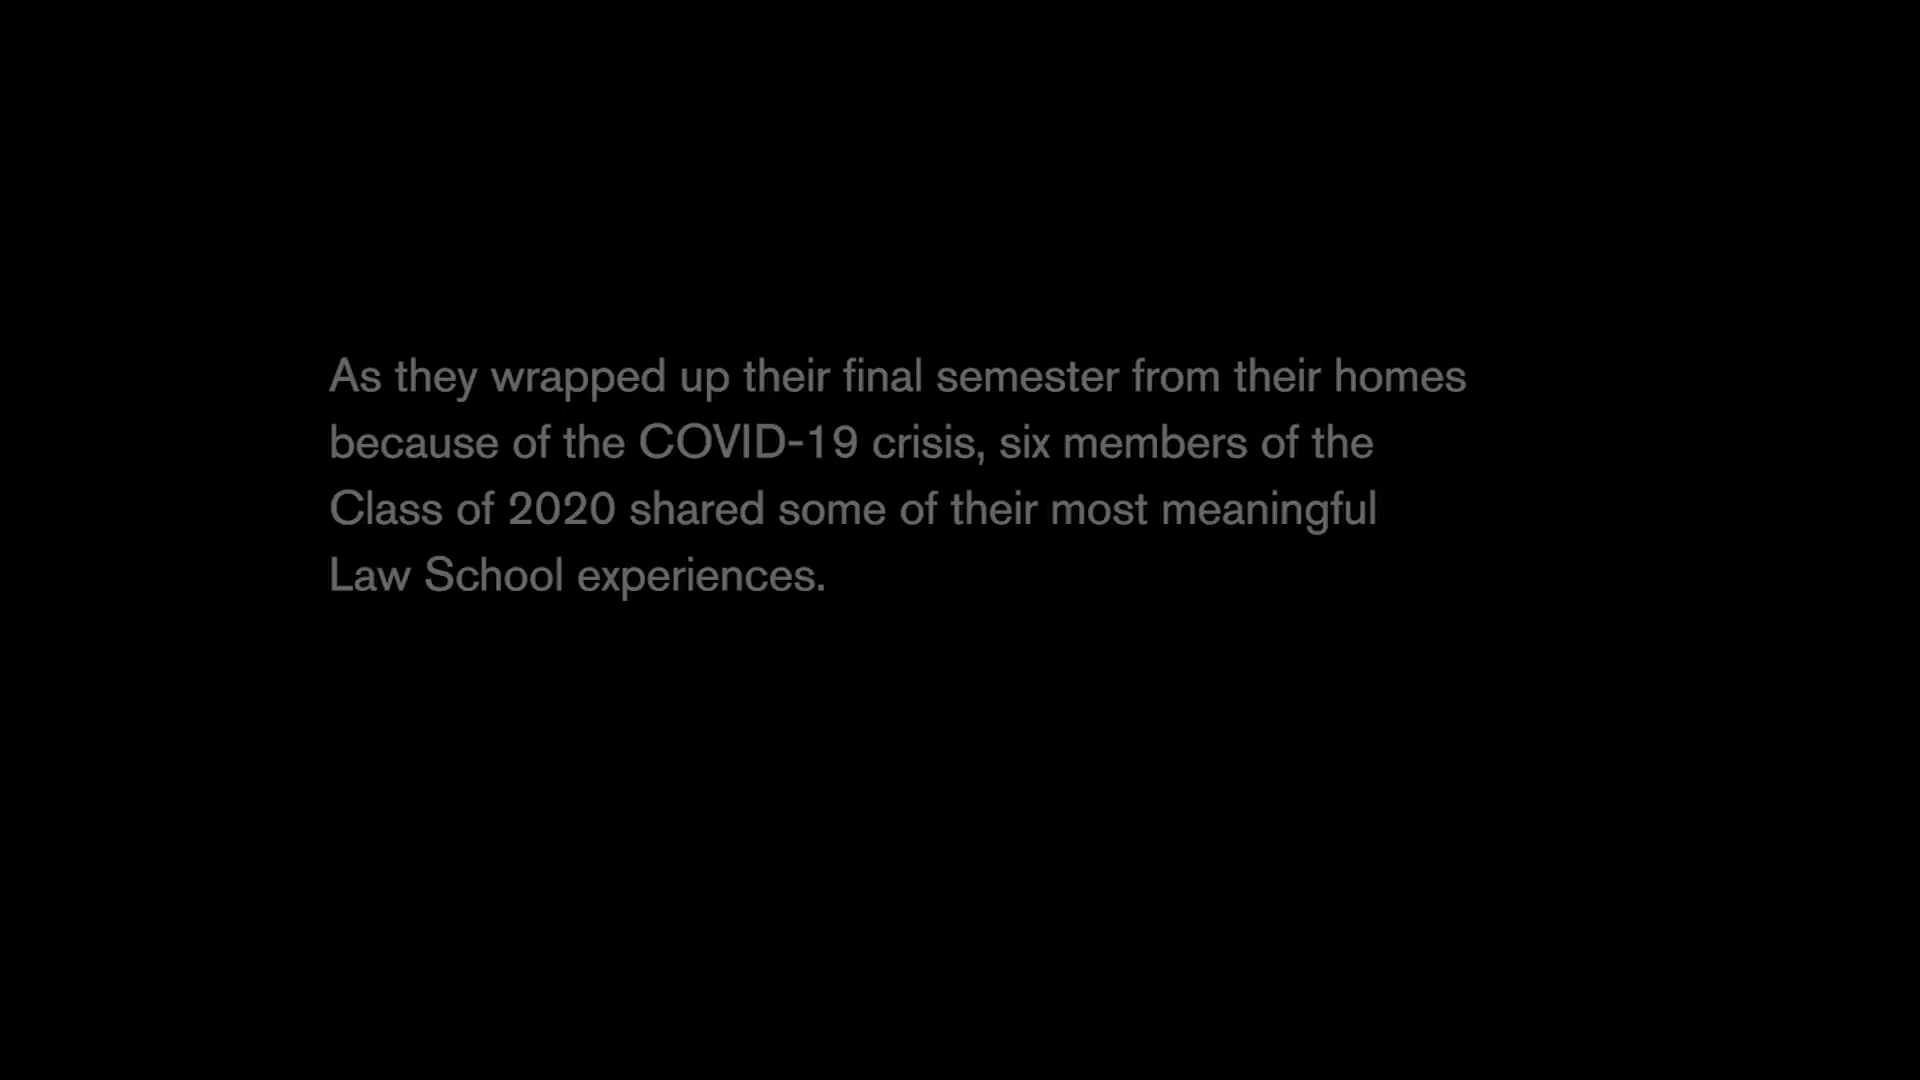 As they wrapped up their final semester from their homes
because of the COVID-19 crisis, six members of the
Class of 2020 shared some of their most meaningful
Law School experiences.